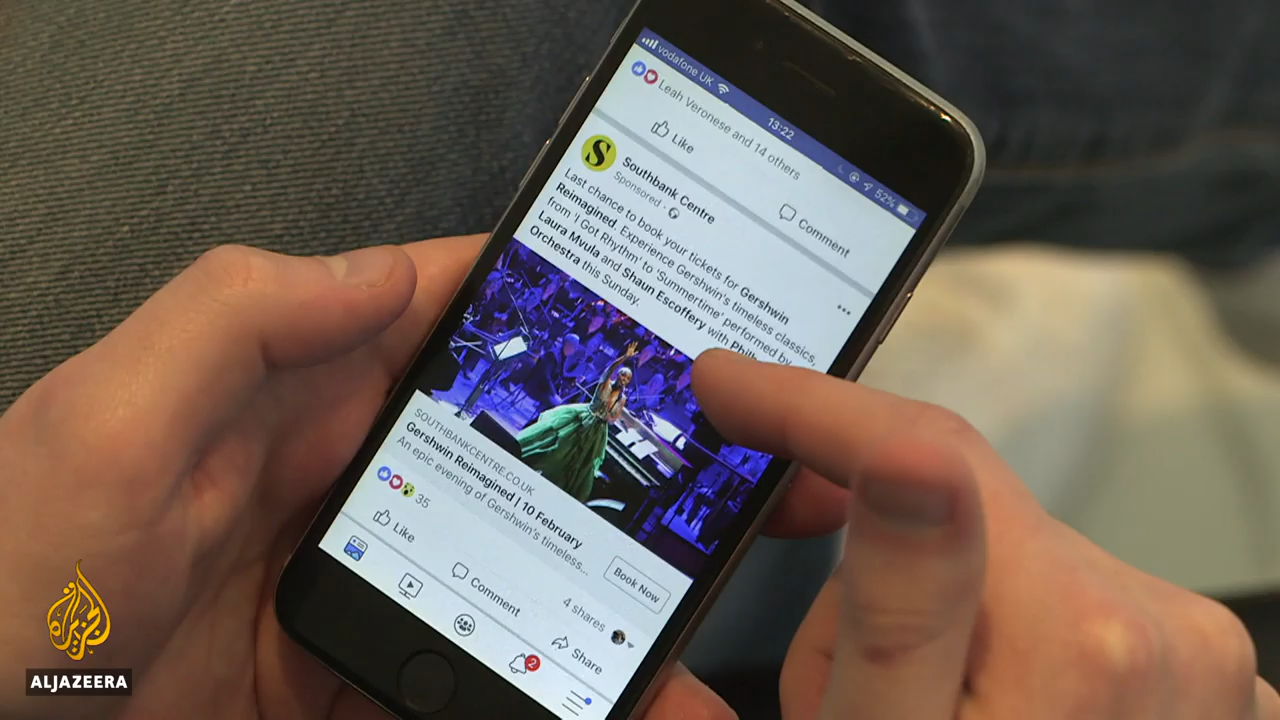 vodafone UK
13:22
52%
Leah Veronese and 14 others
Like
Comment
S
Southbank Centre
Sponsored ·
Last chance to book your tickets for Gershwin
Reimagined. Experience Gershwin's timeless classics,
from 'I Got Rhythm' to 'Summertime' performed by
Laura Mvula and Shaun Escoffery with
Orchestra this Sunday.
SOUTHBANKCENTRE.CO.UK
Gershwin Reimagined | 10 February
An epic evening of Gershwin's timeless...
Book Now
35
4 shares
Like
Comment
Share
2
الجزيرة
ALJAZEERA